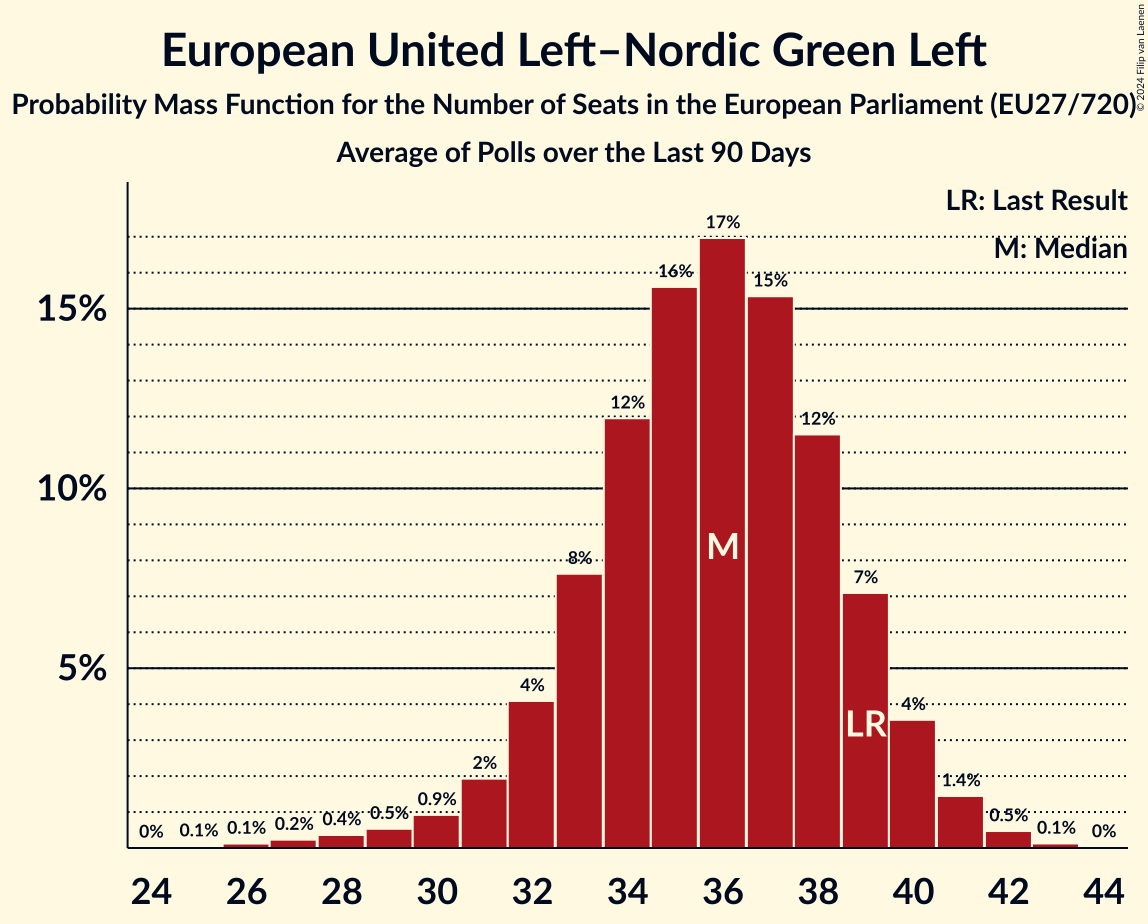 European United Left–Nordic Green Left
Probability Mass Function for the Number of Seats in the European Parliament (EU27/720)
Average of Polls over the Last 90 Days
© 2024 Filip van Laenen
LR: Last Result
M: Median
15%
10%
5%
0%
0.1%
0.1%
0.2%
0.4%
0.5%
0.9%
2%
4%
8%
12%
16%
17%
15%
12%
7%
4%
1.4%
0.5%
0.1%
0%
M
LR
24 26 28 30 32 34 36 38 40 42 44